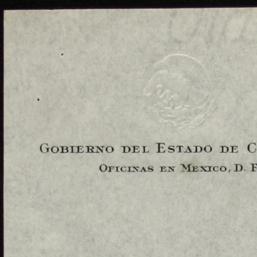 GOBIERNO DEL ESTADO DE C
OFICINAS EN MEXICO, D. F